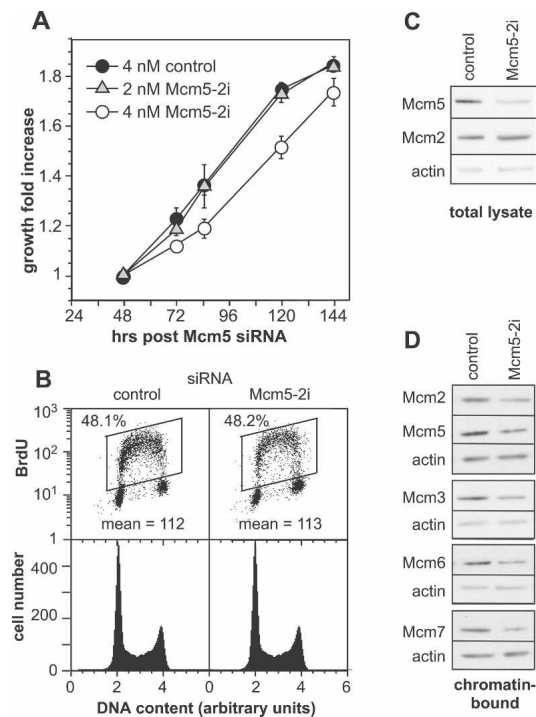 A
4 nM control
2 nM Mcm5-2i
4 nM Mcm5-2i
growth fold increase
1.8
1.6
1.4
1.2
1
24 48 72 96 120 144
hrs post Mcm5 siRNA
B
siRNA
control Mcm5-2i
BrdU
10³
10²
10¹
1
48.1% 48.2%
mean = 112 mean = 113
cell number
400
200
0
0 2 4 0 2 4 6
DNA content (arbitrary units)
C
control
Mcm5-2i
Mcm5
Mcm2
actin
total lysate
D
control
Mcm5-2i
Mcm2
Mcm5
actin
Mcm3
actin
Mcm6
actin
Mcm7
actin
chromatin-
bound